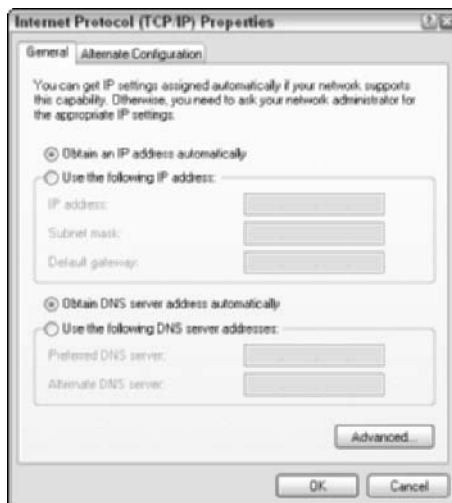 Internet Protocol (TCP/IP) Properties
General
Alternate Configuration
You can get IP settings assigned automatically if your network supports
this capability. Otherwise, you need to ask your network administrator for
the appropriate IP settings.
Obtain an IP address automatically
Use the following IP address:
IP address:
Subnet mask:
Default gateway:
Obtain DNS server address automatically
Use the following DNS server addresses:
Preferred DNS server:
Alternate DNS server:
Advanced...
OK
Cancel